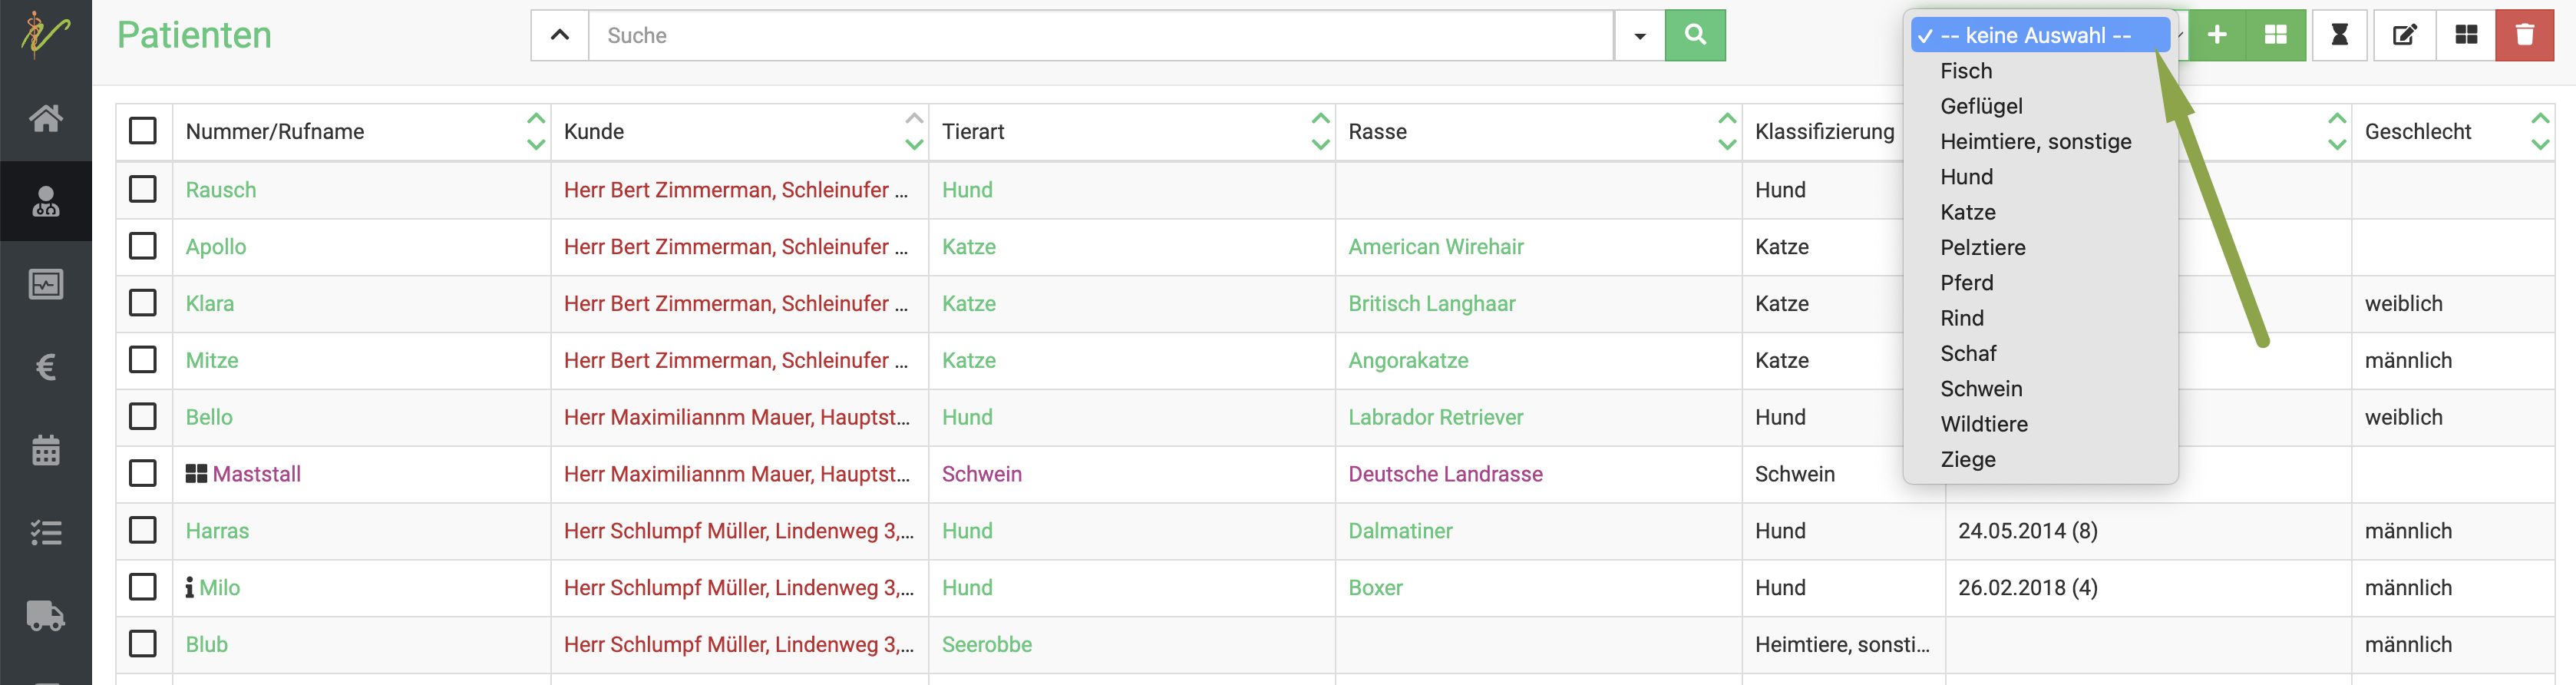 Patienten
Suche
✓ -- keine Auswahl --
Fisch
Geflügel
Heimtiere, sonstige
Hund
Katze
Pelztiere
Pferd
Rind
Schaf
Schwein
Wildtiere
Ziege
Nummer/Rufname Kunde Tierart Rasse Klassifizierung Geschlecht
Rausch Herr Bert Zimmerman, Schleinufer ... Hund Hund
Apollo Herr Bert Zimmerman, Schleinufer ... Katze American Wirehair Katze
Klara Herr Bert Zimmerman, Schleinufer ... Katze Britisch Langhaar Katze weiblich
Mitze Herr Bert Zimmerman, Schleinufer ... Katze Angorakatze Katze männlich
Bello Herr Maximiliannm Mauer, Hauptst... Hund Labrador Retriever Hund weiblich
Maststall Herr Maximiliannm Mauer, Hauptst... Schwein Deutsche Landrasse Schwein
Harras Herr Schlumpf Müller, Lindenweg 3,... Hund Dalmatiner Hund 24.05.2014 (8) männlich
Milo Herr Schlumpf Müller, Lindenweg 3,... Hund Boxer Hund 26.02.2018 (4) männlich
Blub Herr Schlumpf Müller, Lindenweg 3,... Seerobbe Heimtiere, sonsti... männlich